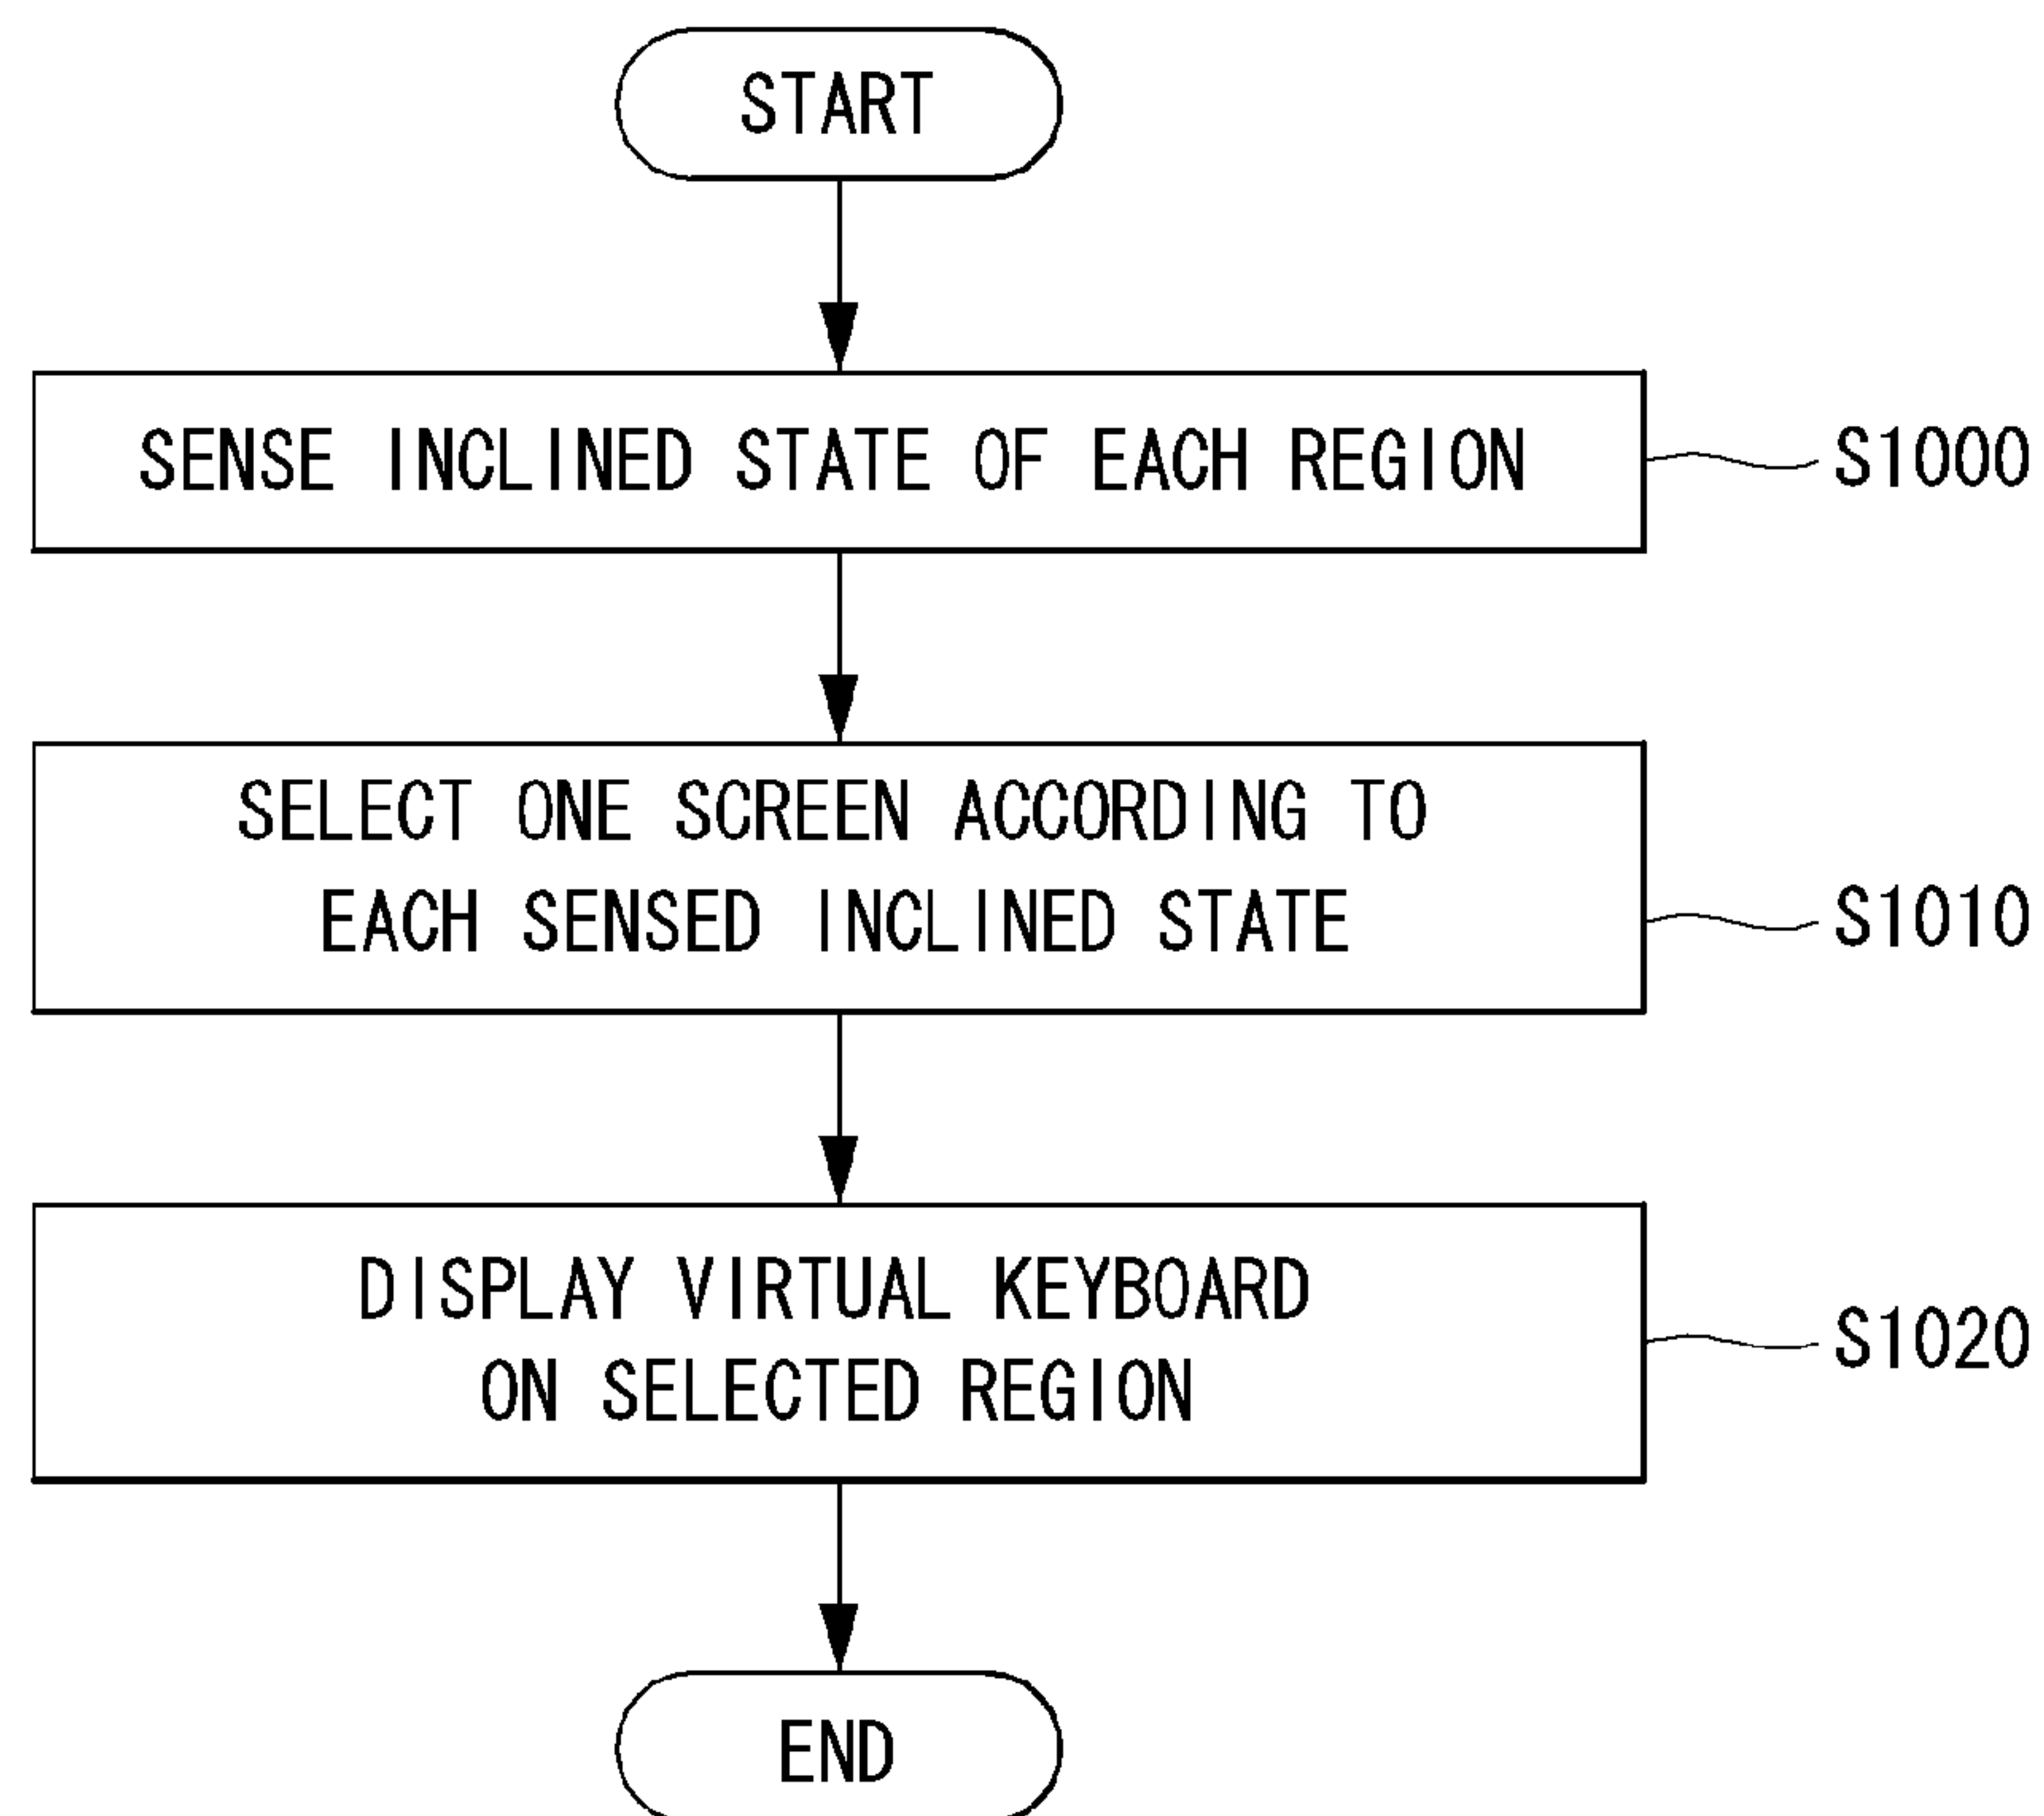 START
SENSE INCLINED STATE OF EACH REGION
S1000
SELECT ONE SCREEN ACCORDING TO
EACH SENSED INCLINED STATE
S1010
DISPLAY VIRTUAL KEYBOARD
ON SELECTED REGION
S1020
END